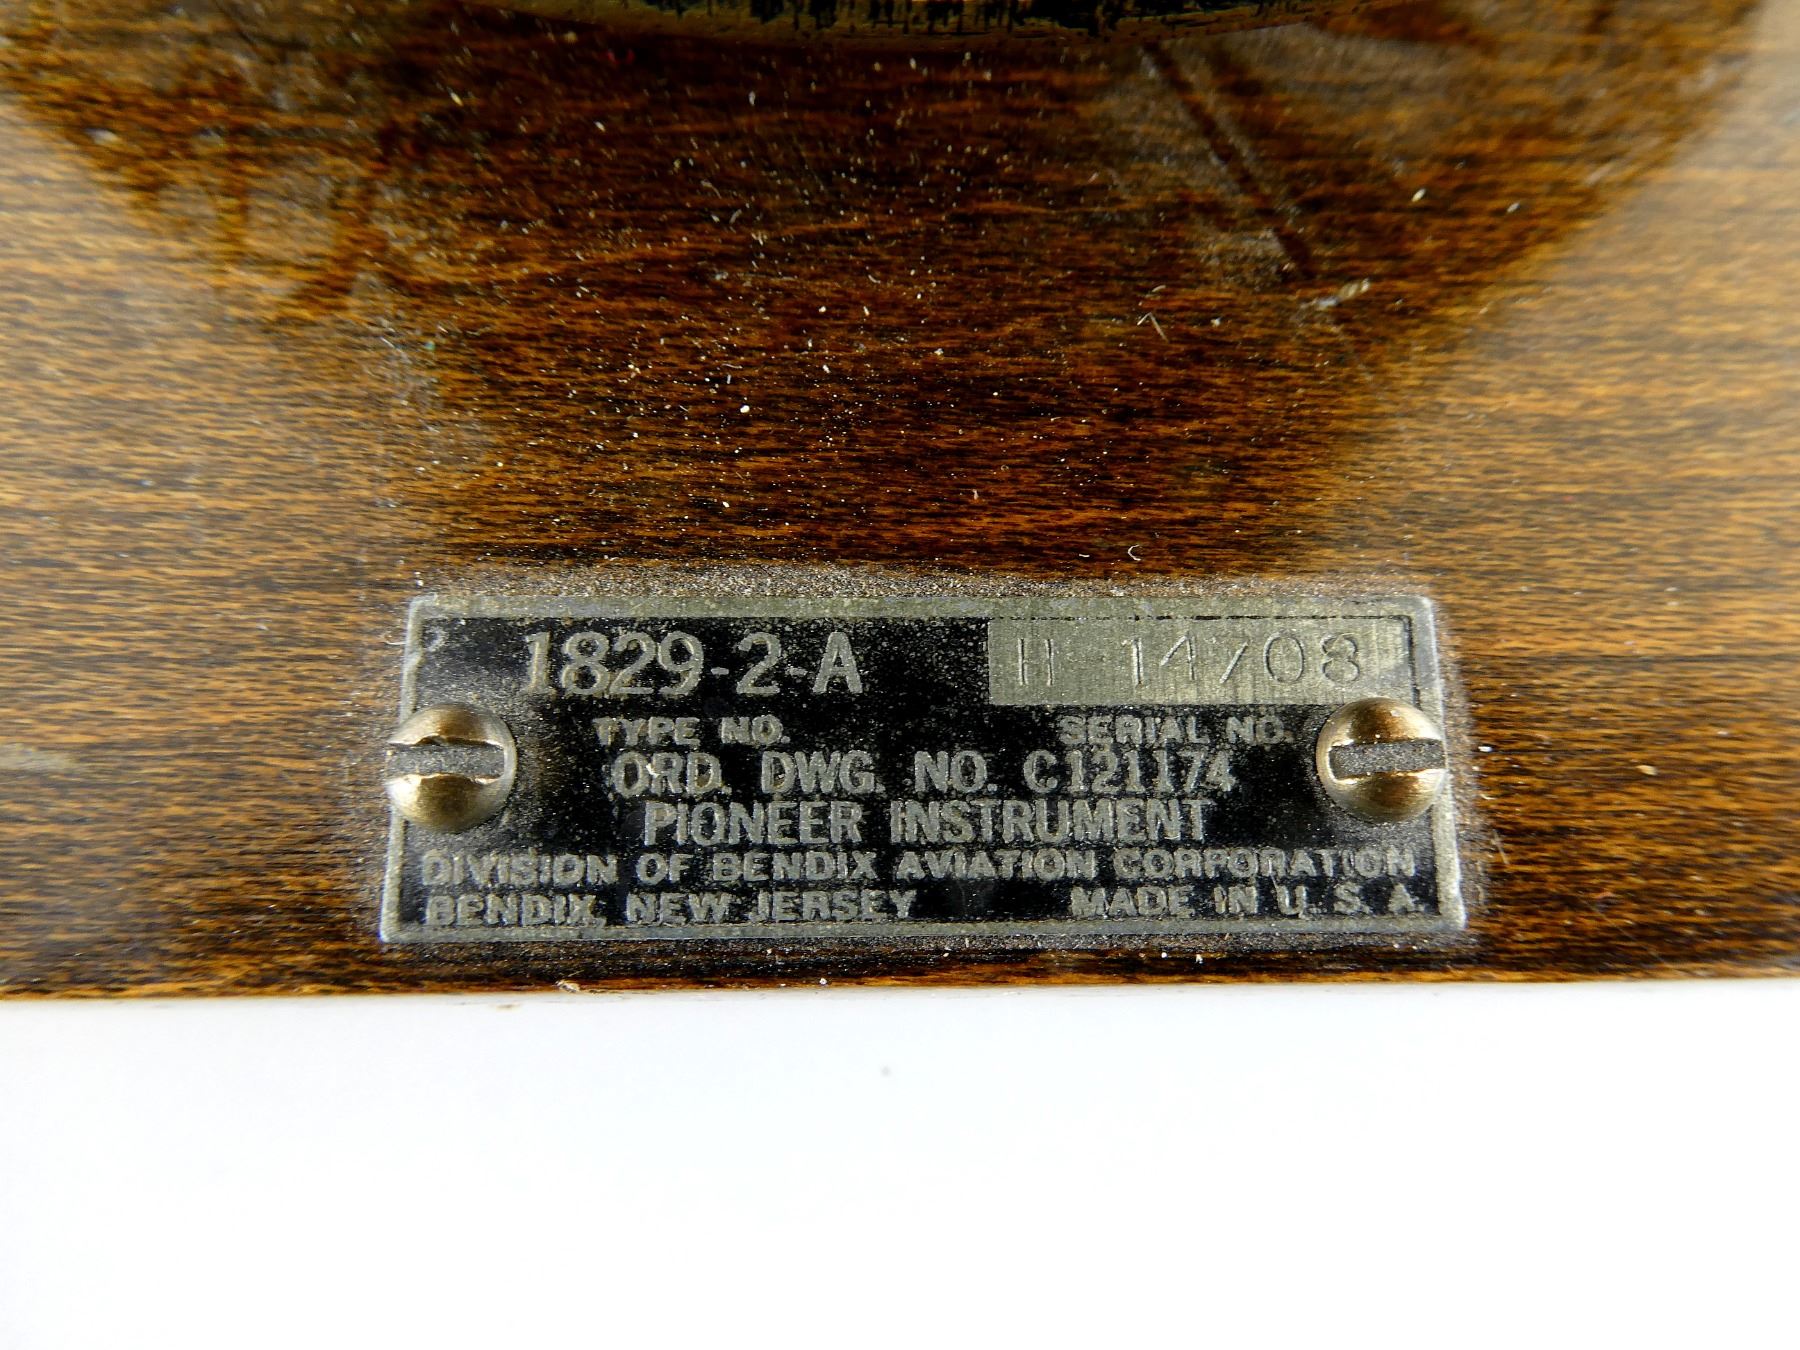 1829-2-A H-14708
TYPE NO. SERIAL NO.
ORD. DWG. NO. C121174
PIONEER INSTRUMENT
DIVISION OF BENDIX AVIATION CORPORATION
BENDIX, NEW JERSEY MADE IN U.S.A.